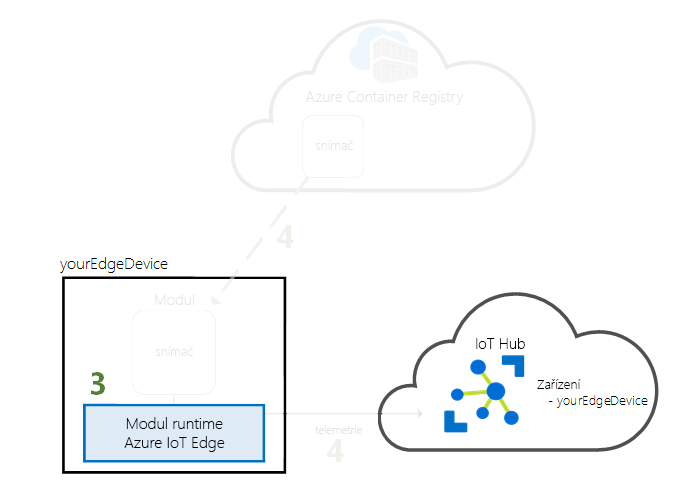 Azure Container Registry
snímač
4
yourEdgeDevice
Modul
snímač
3
Modul runtime
Azure IoT Edge
telemetrie
4
IoT Hub
Zařízení
- yourEdgeDevice